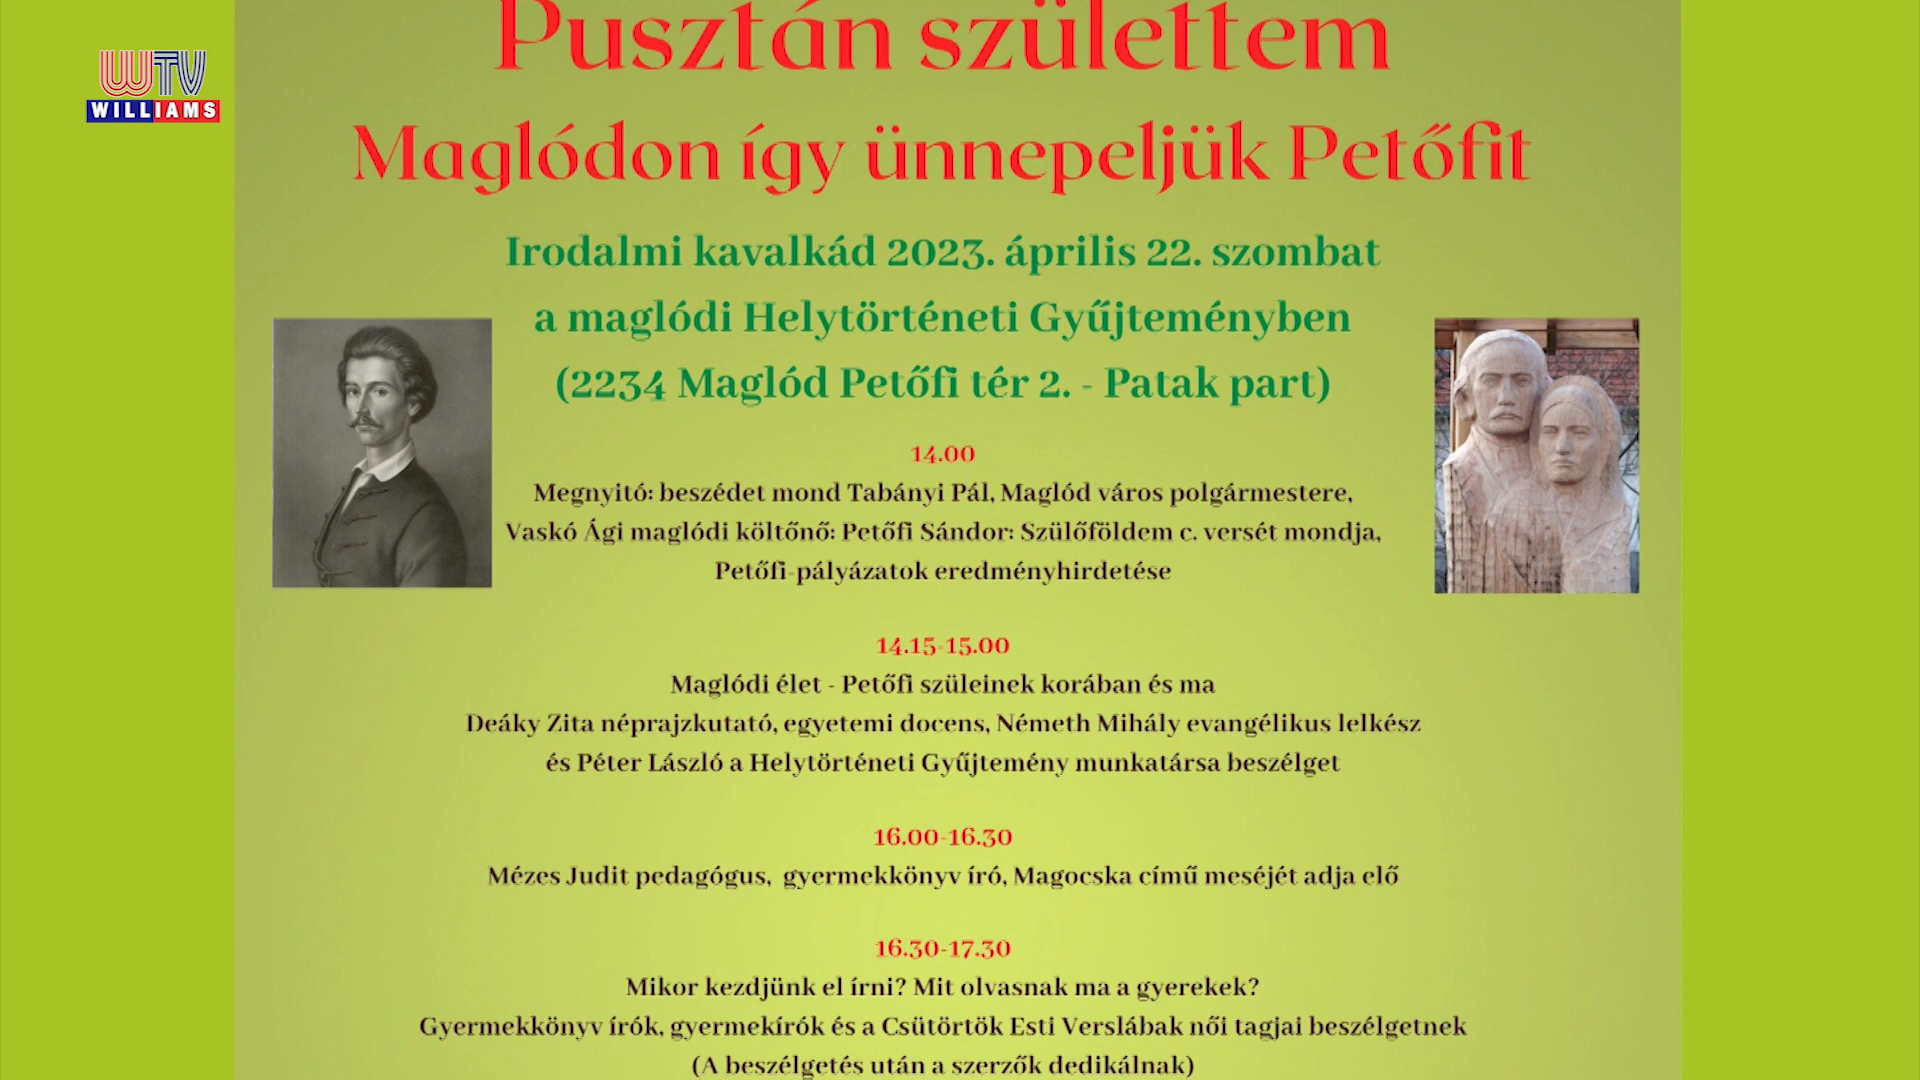 Pusztán születtem
WTV
WILLIAMS
Maglódon így ünnepeljük Petőfit
Irodalmi kavalkád 2023. április 22. szombat
a maglódi Helytörténeti Gyűjteményben
(2234 Maglód Petőfi tér 2. - Patak part)
14.00
Megnyitó: beszédet mond Tabányi Pál, Maglód város polgármestere,
Vaskó Ági maglódi költőnő: Petőfi Sándor: Szülőföldem c. versét mondja,
Petőfi-pályázatok eredményhirdetése
14.15-15.00
Maglódi élet - Petőfi szüleinek korában és ma
Deáky Zita néprajzkutató, egyetemi docens, Németh Mihály evangélikus lelkész
és Péter László a Helytörténeti Gyűjtemény munkatársa beszélget
16.00-16.30
Mézes Judit pedagógus, gyermekkönyv író, Magocska című meséjét adja elő
16.30-17.30
Mikor kezdjünk el írni? Mit olvasnak ma a gyerekek?
Gyermekkönyv írók, gyermekírók és a Csütörtök Esti Verslábak női tagjai beszélgetnek
(A beszélgetés után a szerzők dedikálnak)